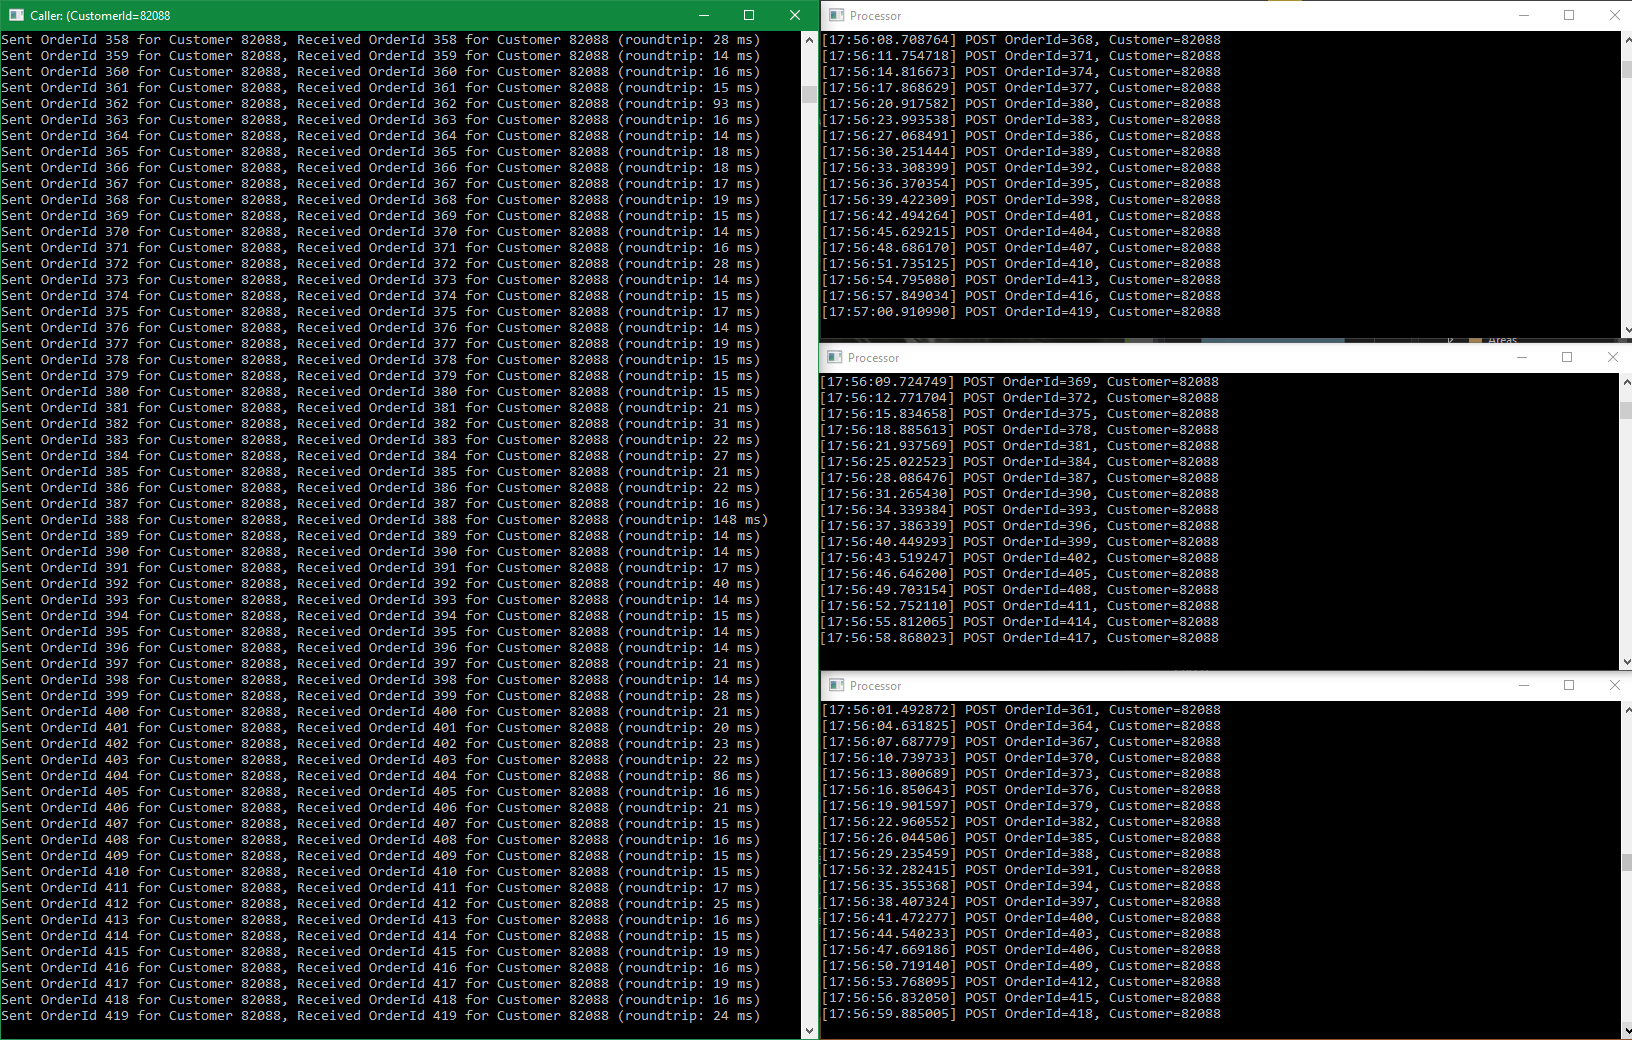 Caller: (CustomerId=82088
Sent OrderId 358 for Customer 82088, Received OrderId 358 for Customer 82088 (roundtrip: 28 ms)
Sent OrderId 359 for Customer 82088, Received OrderId 359 for Customer 82088 (roundtrip: 14 ms)
Sent OrderId 360 for Customer 82088, Received OrderId 360 for Customer 82088 (roundtrip: 16 ms)
Sent OrderId 361 for Customer 82088, Received OrderId 361 for Customer 82088 (roundtrip: 15 ms)
Sent OrderId 362 for Customer 82088, Received OrderId 362 for Customer 82088 (roundtrip: 93 ms)
Sent OrderId 363 for Customer 82088, Received OrderId 363 for Customer 82088 (roundtrip: 16 ms)
Sent OrderId 364 for Customer 82088, Received OrderId 364 for Customer 82088 (roundtrip: 14 ms)
Sent OrderId 365 for Customer 82088, Received OrderId 365 for Customer 82088 (roundtrip: 18 ms)
Sent OrderId 366 for Customer 82088, Received OrderId 366 for Customer 82088 (roundtrip: 18 ms)
Sent OrderId 367 for Customer 82088, Received OrderId 367 for Customer 82088 (roundtrip: 17 ms)
Sent OrderId 368 for Customer 82088, Received OrderId 368 for Customer 82088 (roundtrip: 19 ms)
Sent OrderId 369 for Customer 82088, Received OrderId 369 for Customer 82088 (roundtrip: 15 ms)
Sent OrderId 370 for Customer 82088, Received OrderId 370 for Customer 82088 (roundtrip: 14 ms)
Sent OrderId 371 for Customer 82088, Received OrderId 371 for Customer 82088 (roundtrip: 16 ms)
Sent OrderId 372 for Customer 82088, Received OrderId 372 for Customer 82088 (roundtrip: 28 ms)
Sent OrderId 373 for Customer 82088, Received OrderId 373 for Customer 82088 (roundtrip: 14 ms)
Sent OrderId 374 for Customer 82088, Received OrderId 374 for Customer 82088 (roundtrip: 15 ms)
Sent OrderId 375 for Customer 82088, Received OrderId 375 for Customer 82088 (roundtrip: 17 ms)
Sent OrderId 376 for Customer 82088, Received OrderId 376 for Customer 82088 (roundtrip: 14 ms)
Sent OrderId 377 for Customer 82088, Received OrderId 377 for Customer 82088 (roundtrip: 19 ms)
Sent OrderId 378 for Customer 82088, Received OrderId 378 for Customer 82088 (roundtrip: 15 ms)
Sent OrderId 379 for Customer 82088, Received OrderId 379 for Customer 82088 (roundtrip: 15 ms)
Sent OrderId 380 for Customer 82088, Received OrderId 380 for Customer 82088 (roundtrip: 15 ms)
Sent OrderId 381 for Customer 82088, Received OrderId 381 for Customer 82088 (roundtrip: 21 ms)
Sent OrderId 382 for Customer 82088, Received OrderId 382 for Customer 82088 (roundtrip: 31 ms)
Sent OrderId 383 for Customer 82088, Received OrderId 383 for Customer 82088 (roundtrip: 22 ms)
Sent OrderId 384 for Customer 82088, Received OrderId 384 for Customer 82088 (roundtrip: 27 ms)
Sent OrderId 385 for Customer 82088, Received OrderId 385 for Customer 82088 (roundtrip: 21 ms)
Sent OrderId 386 for Customer 82088, Received OrderId 386 for Customer 82088 (roundtrip: 22 ms)
Sent OrderId 387 for Customer 82088, Received OrderId 387 for Customer 82088 (roundtrip: 16 ms)
Sent OrderId 388 for Customer 82088, Received OrderId 388 for Customer 82088 (roundtrip: 148 ms)
Sent OrderId 389 for Customer 82088, Received OrderId 389 for Customer 82088 (roundtrip: 14 ms)
Sent OrderId 390 for Customer 82088, Received OrderId 390 for Customer 82088 (roundtrip: 14 ms)
Sent OrderId 391 for Customer 82088, Received OrderId 391 for Customer 82088 (roundtrip: 17 ms)
Sent OrderId 392 for Customer 82088, Received OrderId 392 for Customer 82088 (roundtrip: 40 ms)
Sent OrderId 393 for Customer 82088, Received OrderId 393 for Customer 82088 (roundtrip: 14 ms)
Sent OrderId 394 for Customer 82088, Received OrderId 394 for Customer 82088 (roundtrip: 15 ms)
Sent OrderId 395 for Customer 82088, Received OrderId 395 for Customer 82088 (roundtrip: 14 ms)
Sent OrderId 396 for Customer 82088, Received OrderId 396 for Customer 82088 (roundtrip: 14 ms)
Sent OrderId 397 for Customer 82088, Received OrderId 397 for Customer 82088 (roundtrip: 21 ms)
Sent OrderId 398 for Customer 82088, Received OrderId 398 for Customer 82088 (roundtrip: 14 ms)
Sent OrderId 399 for Customer 82088, Received OrderId 399 for Customer 82088 (roundtrip: 28 ms)
Sent OrderId 400 for Customer 82088, Received OrderId 400 for Customer 82088 (roundtrip: 21 ms)
Sent OrderId 401 for Customer 82088, Received OrderId 401 for Customer 82088 (roundtrip: 20 ms)
Sent OrderId 402 for Customer 82088, Received OrderId 402 for Customer 82088 (roundtrip: 23 ms)
Sent OrderId 403 for Customer 82088, Received OrderId 403 for Customer 82088 (roundtrip: 22 ms)
Sent OrderId 404 for Customer 82088, Received OrderId 404 for Customer 82088 (roundtrip: 86 ms)
Sent OrderId 405 for Customer 82088, Received OrderId 405 for Customer 82088 (roundtrip: 16 ms)
Sent OrderId 406 for Customer 82088, Received OrderId 406 for Customer 82088 (roundtrip: 21 ms)
Sent OrderId 407 for Customer 82088, Received OrderId 407 for Customer 82088 (roundtrip: 15 ms)
Sent OrderId 408 for Customer 82088, Received OrderId 408 for Customer 82088 (roundtrip: 16 ms)
Sent OrderId 409 for Customer 82088, Received OrderId 409 for Customer 82088 (roundtrip: 15 ms)
Sent OrderId 410 for Customer 82088, Received OrderId 410 for Customer 82088 (roundtrip: 15 ms)
Sent OrderId 411 for Customer 82088, Received OrderId 411 for Customer 82088 (roundtrip: 17 ms)
Sent OrderId 412 for Customer 82088, Received OrderId 412 for Customer 82088 (roundtrip: 25 ms)
Sent OrderId 413 for Customer 82088, Received OrderId 413 for Customer 82088 (roundtrip: 16 ms)
Sent OrderId 414 for Customer 82088, Received OrderId 414 for Customer 82088 (roundtrip: 15 ms)
Sent OrderId 415 for Customer 82088, Received OrderId 415 for Customer 82088 (roundtrip: 19 ms)
Sent OrderId 416 for Customer 82088, Received OrderId 416 for Customer 82088 (roundtrip: 16 ms)
Sent OrderId 417 for Customer 82088, Received OrderId 417 for Customer 82088 (roundtrip: 19 ms)
Sent OrderId 418 for Customer 82088, Received OrderId 418 for Customer 82088 (roundtrip: 16 ms)
Sent OrderId 419 for Customer 82088, Received OrderId 419 for Customer 82088 (roundtrip: 24 ms)
Processor
[17:56:08.708764] POST OrderId=368, Customer=82088
[17:56:11.754718] POST OrderId=371, Customer=82088
[17:56:14.816673] POST OrderId=374, Customer=82088
[17:56:17.868629] POST OrderId=377, Customer=82088
[17:56:20.917582] POST OrderId=380, Customer=82088
[17:56:23.993538] POST OrderId=383, Customer=82088
[17:56:27.068491] POST OrderId=386, Customer=82088
[17:56:30.251444] POST OrderId=389, Customer=82088
[17:56:33.308399] POST OrderId=392, Customer=82088
[17:56:36.370354] POST OrderId=395, Customer=82088
[17:56:39.422309] POST OrderId=398, Customer=82088
[17:56:42.494264] POST OrderId=401, Customer=82088
[17:56:45.629215] POST OrderId=404, Customer=82088
[17:56:48.686170] POST OrderId=407, Customer=82088
[17:56:51.735125] POST OrderId=410, Customer=82088
[17:56:54.795080] POST OrderId=413, Customer=82088
[17:56:57.849034] POST OrderId=416, Customer=82088
[17:57:00.910990] POST OrderId=419, Customer=82088
Areas
Processor
[17:56:09.724749] POST OrderId=369, Customer=82088
[17:56:12.771704] POST OrderId=372, Customer=82088
[17:56:15.834658] POST OrderId=375, Customer=82088
[17:56:18.885613] POST OrderId=378, Customer=82088
[17:56:21.937569] POST OrderId=381, Customer=82088
[17:56:25.022523] POST OrderId=384, Customer=82088
[17:56:28.086476] POST OrderId=387, Customer=82088
[17:56:31.265430] POST OrderId=390, Customer=82088
[17:56:34.339384] POST OrderId=393, Customer=82088
[17:56:37.386339] POST OrderId=396, Customer=82088
[17:56:40.449293] POST OrderId=399, Customer=82088
[17:56:43.519247] POST OrderId=402, Customer=82088
[17:56:46.646200] POST OrderId=405, Customer=82088
[17:56:49.703154] POST OrderId=408, Customer=82088
[17:56:52.752110] POST OrderId=411, Customer=82088
[17:56:55.812065] POST OrderId=414, Customer=82088
[17:56:58.868023] POST OrderId=417, Customer=82088
Processor
[17:56:01.492872] POST OrderId=361, Customer=82088
[17:56:04.631825] POST OrderId=364, Customer=82088
[17:56:07.687779] POST OrderId=367, Customer=82088
[17:56:10.739733] POST OrderId=370, Customer=82088
[17:56:13.800689] POST OrderId=373, Customer=82088
[17:56:16.850643] POST OrderId=376, Customer=82088
[17:56:19.901597] POST OrderId=379, Customer=82088
[17:56:22.960552] POST OrderId=382, Customer=82088
[17:56:26.044506] POST OrderId=385, Customer=82088
[17:56:29.235459] POST OrderId=388, Customer=82088
[17:56:32.282415] POST OrderId=391, Customer=82088
[17:56:35.355368] POST OrderId=394, Customer=82088
[17:56:38.407324] POST OrderId=397, Customer=82088
[17:56:41.472277] POST OrderId=400, Customer=82088
[17:56:44.540233] POST OrderId=403, Customer=82088
[17:56:47.669186] POST OrderId=406, Customer=82088
[17:56:50.719140] POST OrderId=409, Customer=82088
[17:56:53.768095] POST OrderId=412, Customer=82088
[17:56:56.832050] POST OrderId=415, Customer=82088
[17:56:59.885005] POST OrderId=418, Customer=82088